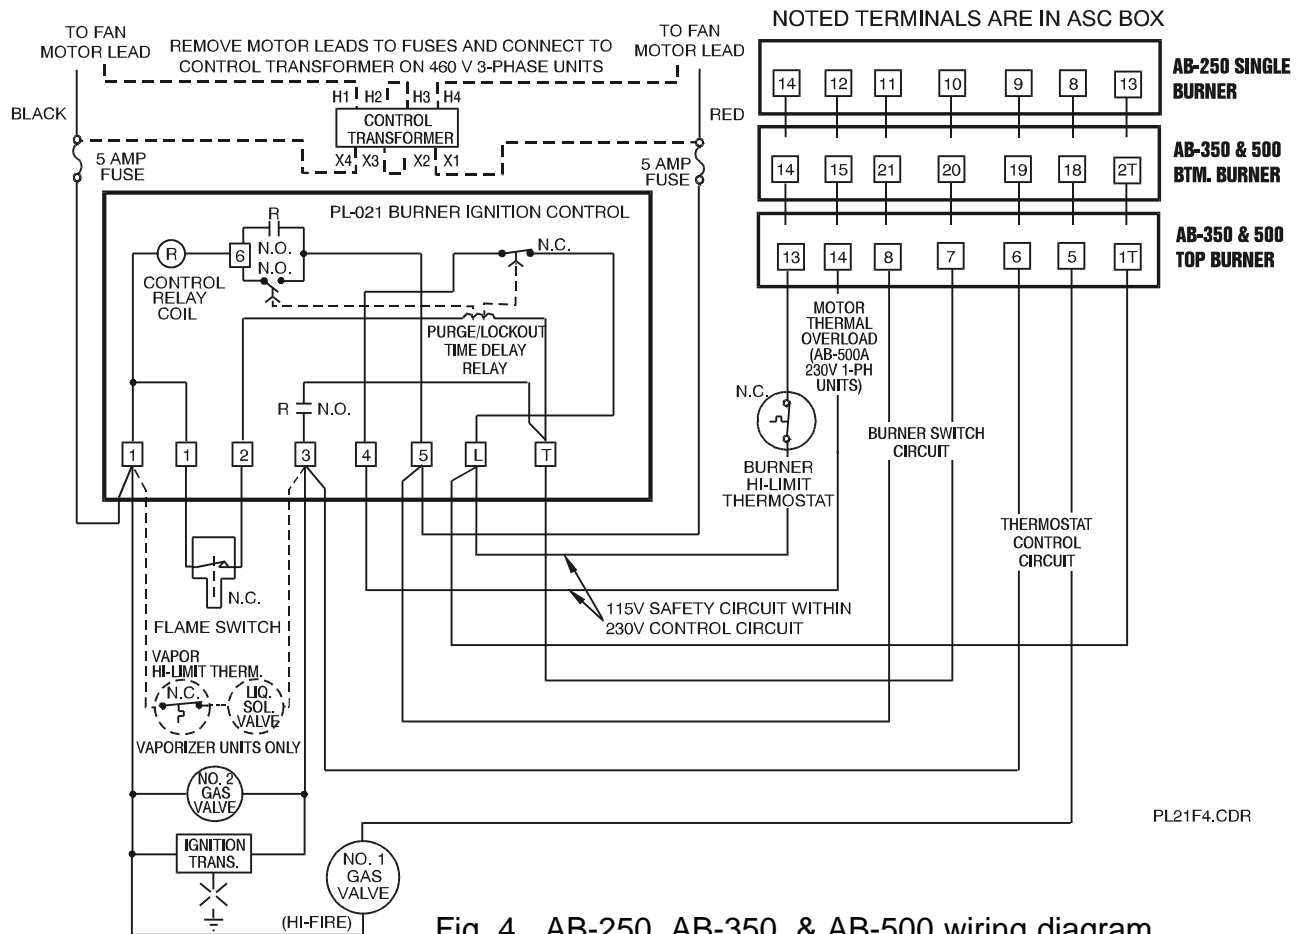 NOTED TERMINALS ARE IN ASC BOX
TO FAN
MOTOR LEAD
REMOVE MOTOR LEADS TO FUSES AND CONNECT TO
CONTROL TRANSFORMER ON 460 V 3-PHASE UNITS
TO FAN
MOTOR LEAD
BLACK
H1 H2 H3 H4
CONTROL
TRANSFORMER
X4 X3 X2 X1
RED
5 AMP
FUSE
5 AMP
FUSE
14 12 11 10 9 8 13
AB-250 SINGLE
BURNER
14 15 21 20 19 18 2T
AB-350 & 500
BTM. BURNER
13 14 8 7 6 5 1T
AB-350 & 500
TOP BURNER
PL-021 BURNER IGNITION CONTROL
R
R
6
N.O.
N.O.
N.C.
CONTROL
RELAY
COIL
PURGE/LOCKOUT
TIME DELAY
RELAY
R N.O.
1 1 2 3 4 5 L T
MOTOR
THERMAL
OVERLOAD
(AB-500A
230V 1-PH
UNITS)
N.C.
BURNER
HI-LIMIT
THERMOSTAT
BURNER SWITCH
CIRCUIT
THERMOSTAT
CONTROL
CIRCUIT
N.C.
FLAME SWITCH
115V SAFETY CIRCUIT WITHIN
230V CONTROL CIRCUIT
VAPOR
HI-LIMIT THERM.
N.C.
LIQ.
SOL.
VALVE
VAPORIZER UNITS ONLY
NO. 2
GAS
VALVE
IGNITION
TRANS.
NO. 1
GAS
VALVE
(HI-FIRE)
PL21F4.CDR
Fig. 4 AB-250, AB-350, & AB-500 wiring diagram